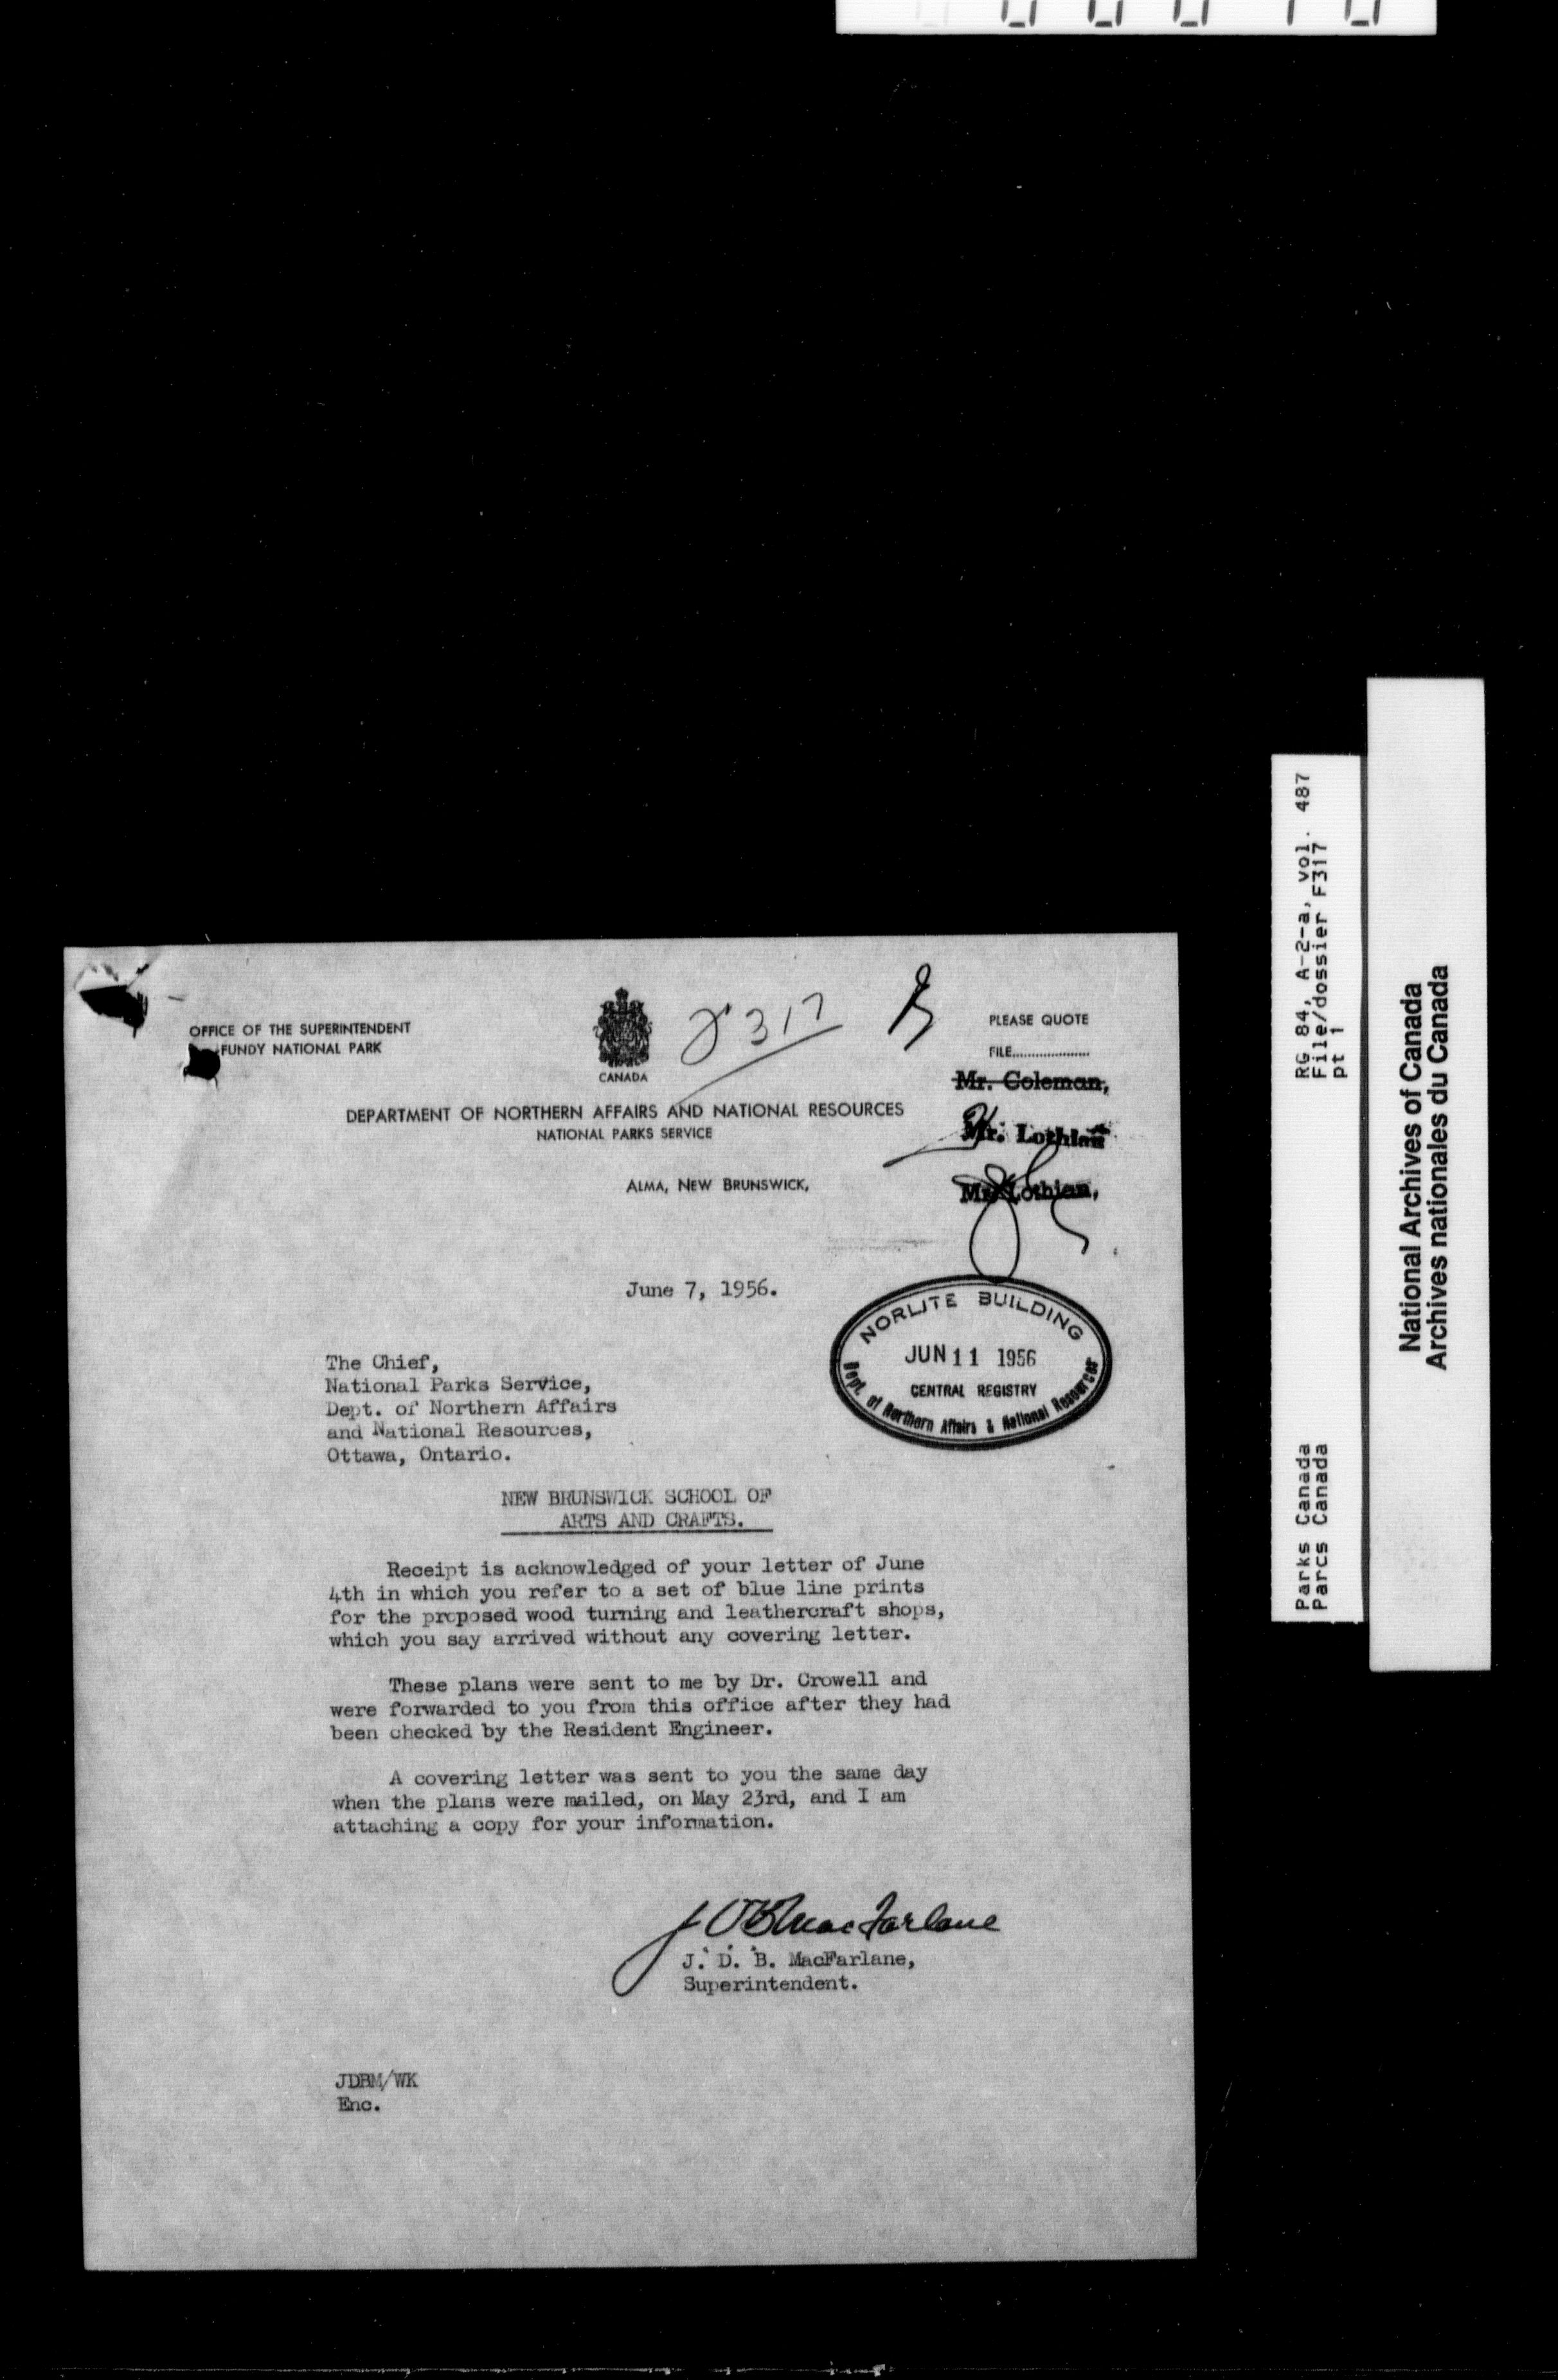 OFFICE OF THE SUPERINTENDENT
FUNDY NATIONAL PARK
CANADA
317
PLEASE QUOTE
FILE....................
Mr. Coleman,
DEPARTMENT OF NORTHERN AFFAIRS AND NATIONAL RESOURCES
NATIONAL PARKS SERVICE
Mr. Lothian
ALMA, NEW BRUNSWICK,
Mr. Lothian,
June 7, 1956.
NORLITE BUILDING
JUN 11 1956
CENTRAL REGISTRY
Dept. of Northern Affairs & National Resources
The Chief,
National Parks Service,
Dept. of Northern Affairs
and National Resources,
Ottawa, Ontario.
NEW BRUNSWICK SCHOOL OF
ARTS AND CRAFTS.
Receipt is acknowledged of your letter of June
4th in which you refer to a set of blue line prints
for the proposed wood turning and leathercraft shops,
which you say arrived without any covering letter.
These plans were sent to me by Dr. Crowell and
were forwarded to you from this office after they had
been checked by the Resident Engineer.
A covering letter was sent to you the same day
when the plans were mailed, on May 23rd, and I am
attaching a copy for your information.
J D B MacFarlane
J. D. B. MacFarlane,
Superintendent.
JDBM/WK
Enc.
RG 84, A-2-a, vol. 487
File/dossier F317
pt 1
Parks Canada
Parcs Canada
National Archives of Canada
Archives nationales du Canada